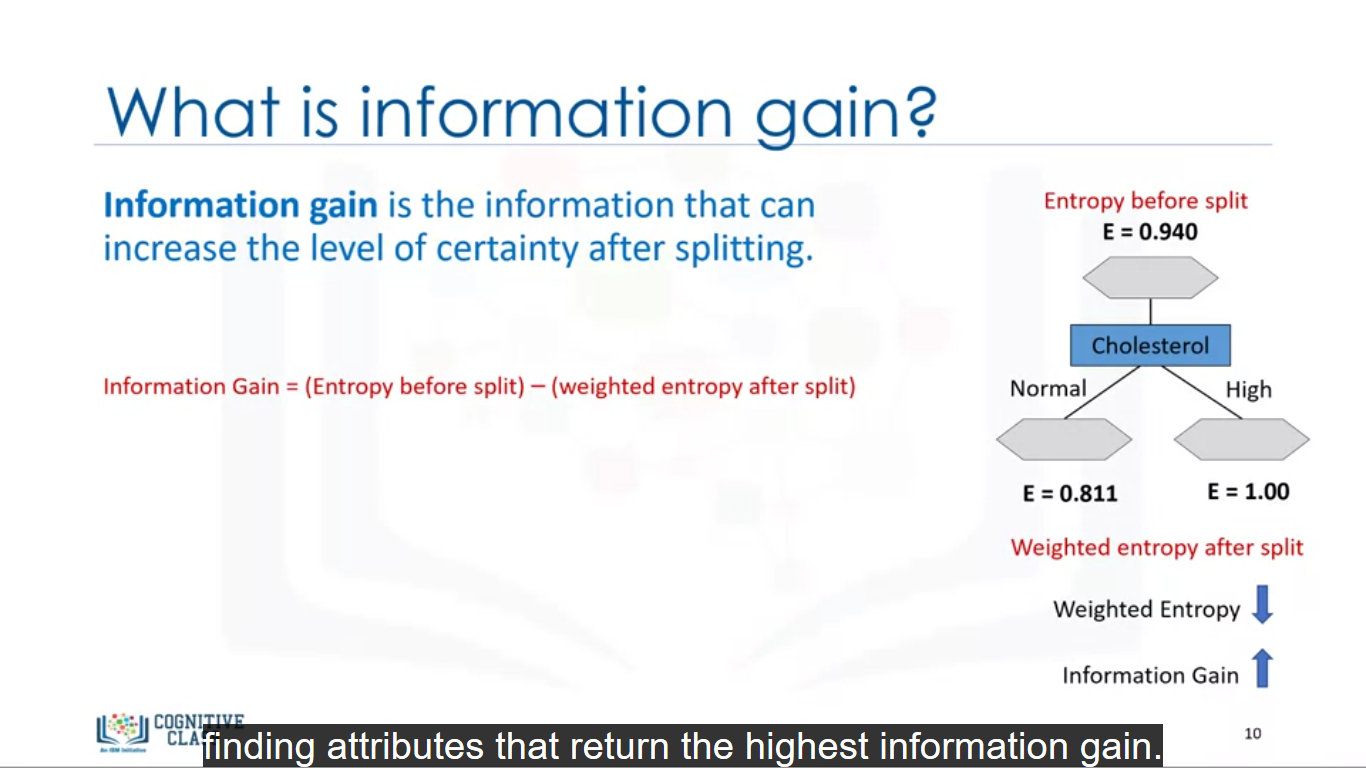 What is information gain?
Information gain is the information that can
increase the level of certainty after splitting.
Information Gain = (Entropy before split) – (weighted entropy after split)
Entropy before split
E = 0.940
Cholesterol
Normal
High
E = 0.811
E = 1.00
Weighted entropy after split
Weighted Entropy
Information Gain
COGNITIVE
CLA
An IBM Initiative
10
finding attributes that return the highest information gain.